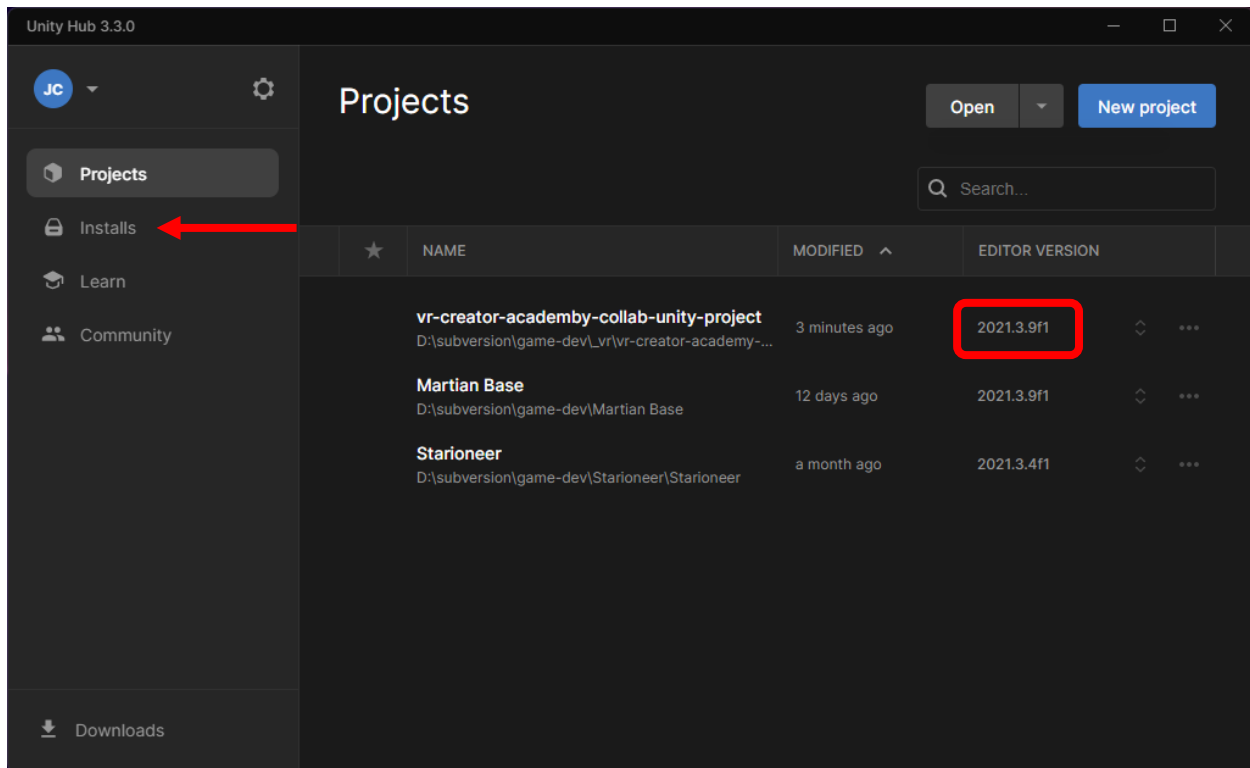 Unity Hub 3.3.0
JC
Projects
Open
New project
Projects
Installs
Learn
Community
Downloads
Search...
NAME MODIFIED EDITOR VERSION
vr-creator-academby-collab-unity-project
D:\subversion\game-dev\_vr\vr-creator-academy-...
3 minutes ago
2021.3.9f1
Martian Base
D:\subversion\game-dev\Martian Base
12 days ago
2021.3.9f1
Starioneer
D:\subversion\game-dev\Starioneer\Starioneer
a month ago
2021.3.4f1